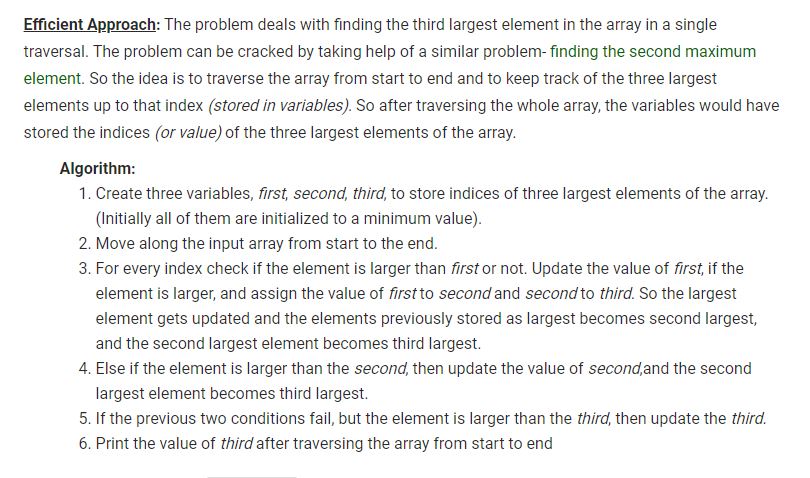 Efficient Approach: The problem deals with finding the third largest element in the array in a single
traversal. The problem can be cracked by taking help of a similar problem- finding the second maximum
element. So the idea is to traverse the array from start to end and to keep track of the three largest
elements up to that index (stored in variables). So after traversing the whole array, the variables would have
stored the indices (or value) of the three largest elements of the array.
Algorithm:
1. Create three variables, first, second, third, to store indices of three largest elements of the array.
(Initially all of them are initialized to a minimum value).
2. Move along the input array from start to the end.
3. For every index check if the element is larger than first or not. Update the value of first, if the
element is larger, and assign the value of first to second and second to third. So the largest
element gets updated and the elements previously stored as largest becomes second largest,
and the second largest element becomes third largest.
4. Else if the element is larger than the second, then update the value of second,and the second
largest element becomes third largest.
5. If the previous two conditions fail, but the element is larger than the third, then update the third.
6. Print the value of third after traversing the array from start to end